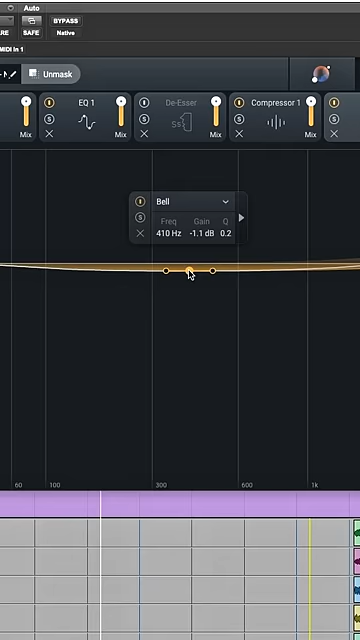 Auto
BYPASS
SAFE
Native
MIDI In 1
Unmask
EQ 1
De-Esser
Compressor 1
S
S
S
S
Mix
Mix
Mix
Mix
Bell
S
Freq Gain Q
410 Hz -1.1 dB 0.2
60 100 300 600 1k